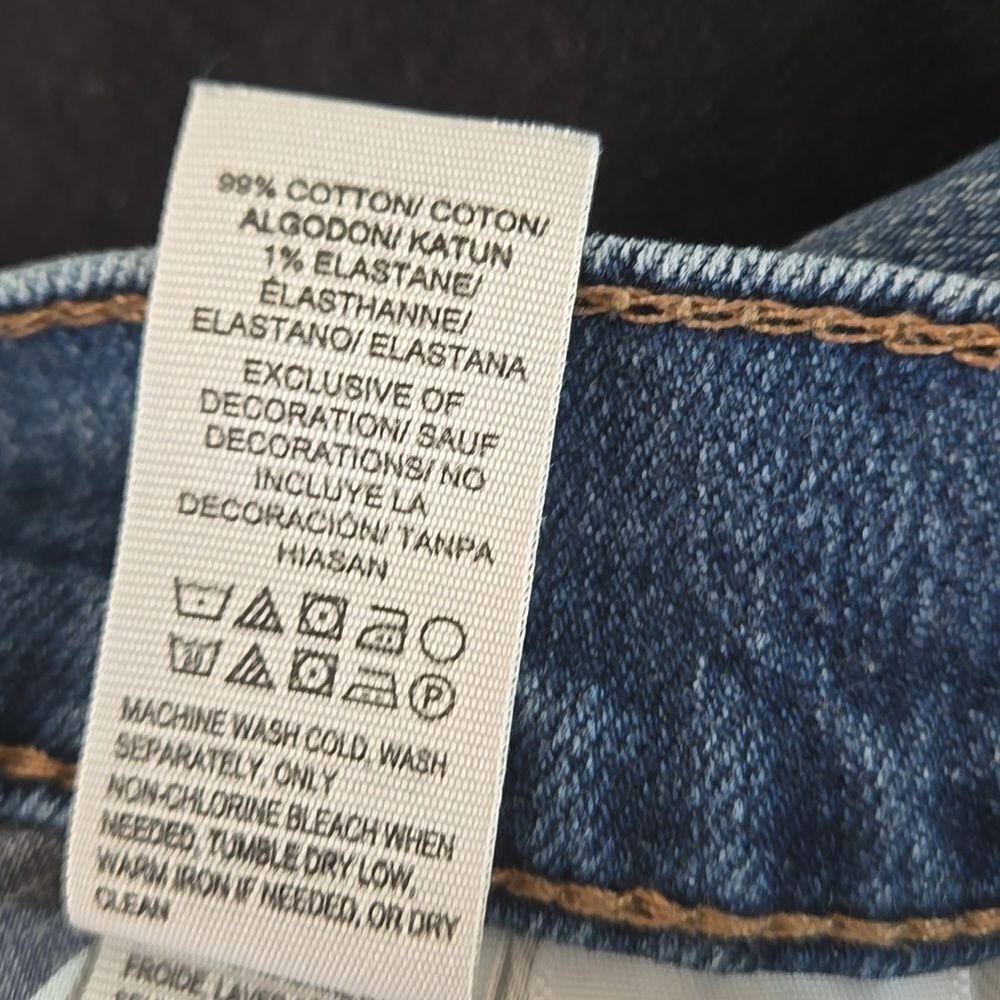 99% COTTON/ COTON/
ALGODON/ KATUN
1% ELASTANE/
ÉLASTHANNE/
ELASTANO/ ELASTANA
EXCLUSIVE OF
DECORATION/ SAUF
DECORATIONS/ NO
INCLUYE LA
DECORACIÓN/ TANPA
HIASAN
P
MACHINE WASH COLD, WASH
SEPARATELY, ONLY
NON-CHLORINE BLEACH WHEN
NEEDED, TUMBLE DRY LOW,
WARM IRON IF NEEDED, OR DRY
CLEAN
FROIDE,